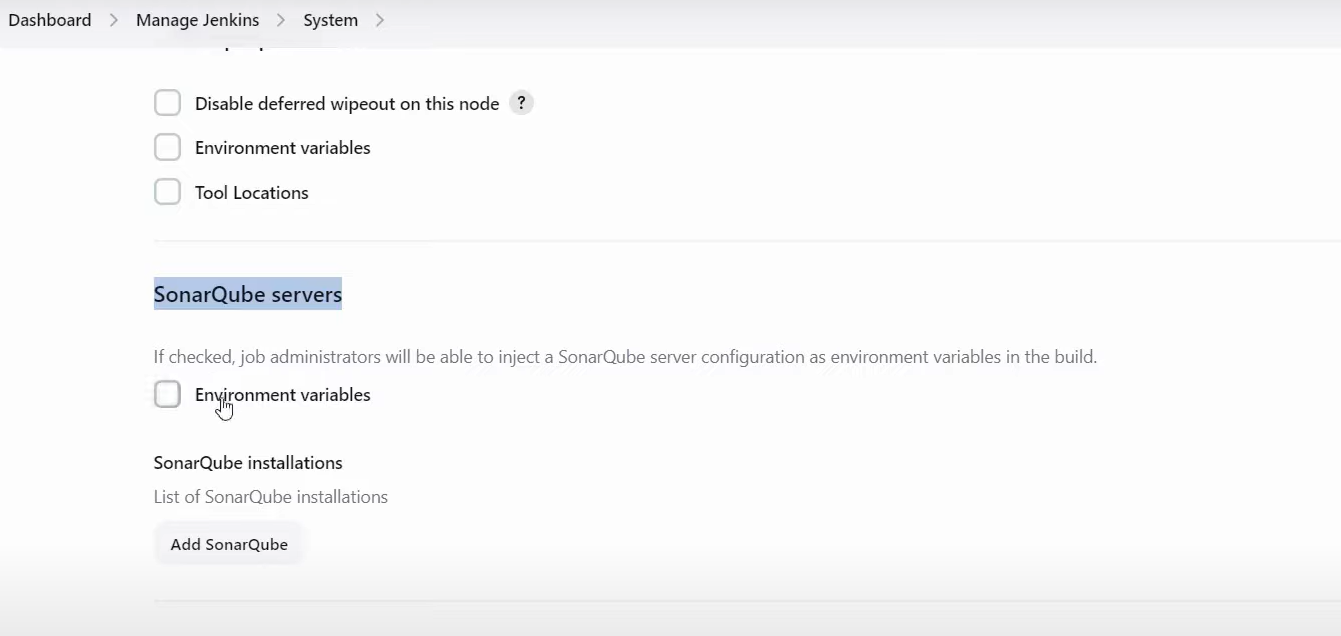 Dashboard > Manage Jenkins > System >
Disable deferred wipeout on this node ?
Environment variables
Tool Locations
SonarQube servers
If checked, job administrators will be able to inject a SonarQube server configuration as environment variables in the build.
Environment variables
SonarQube installations
List of SonarQube installations
Add SonarQube